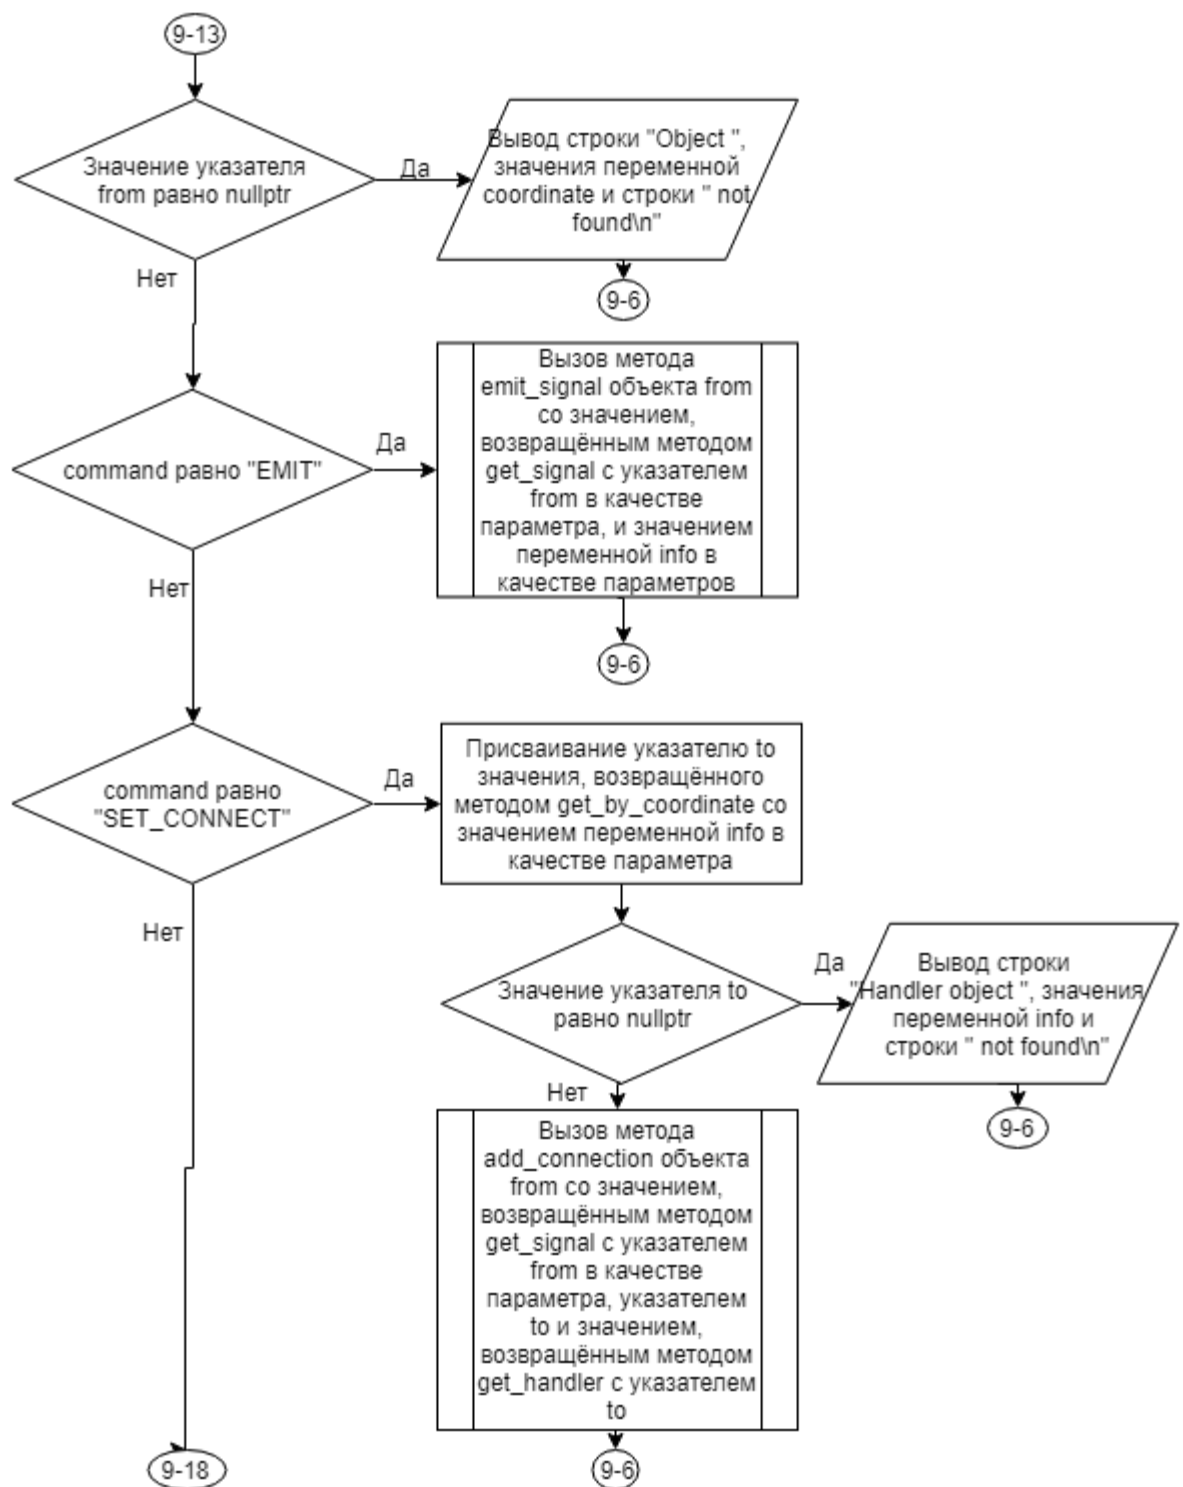 9-13
Значение указателя
from равно nullptr
Да
Вывод строки "Object ",
значения переменной
coordinate и строки " not
found\n"
Нет
9-6
command равно "EMIT"
Да
Вызов метода
emit_signal объекта from
со значением,
возвращённым методом
get_signal с указателем
from в качестве
параметра, и значением
переменной info в
качестве параметров
Нет
9-6
command равно
"SET_CONNECT"
Да
Присваивание указателю to
значения, возвращённого
методом get_by_coordinate со
значением переменной info в
качестве параметра
Нет
Значение указателя to
равно nullptr
Да
Вывод строки
"Handler object ", значения
переменной info и
строки " not found\n"
Нет
9-6
Вызов метода
add_connection объекта
from со значением,
возвращённым методом
get_signal с указателем
from в качестве
параметра, указателем
to и значением,
возвращённым методом
get_handler с указателем
to
9-18
9-6